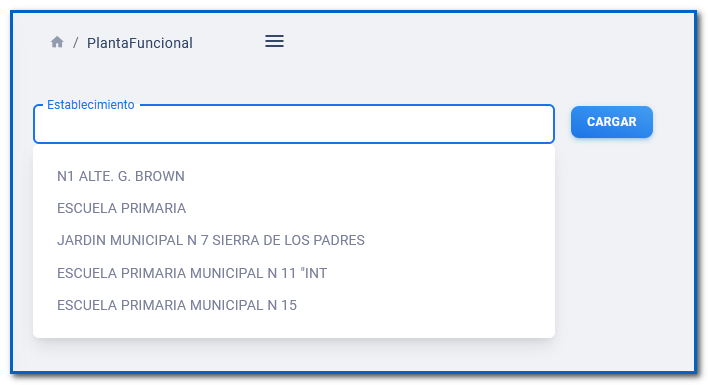 / PlantaFuncional
Establecimiento
CARGAR
N1 ALTE. G. BROWN
ESCUELA PRIMARIA
JARDIN MUNICIPAL N 7 SIERRA DE LOS PADRES
ESCUELA PRIMARIA MUNICIPAL N 11 "INT
ESCUELA PRIMARIA MUNICIPAL N 15